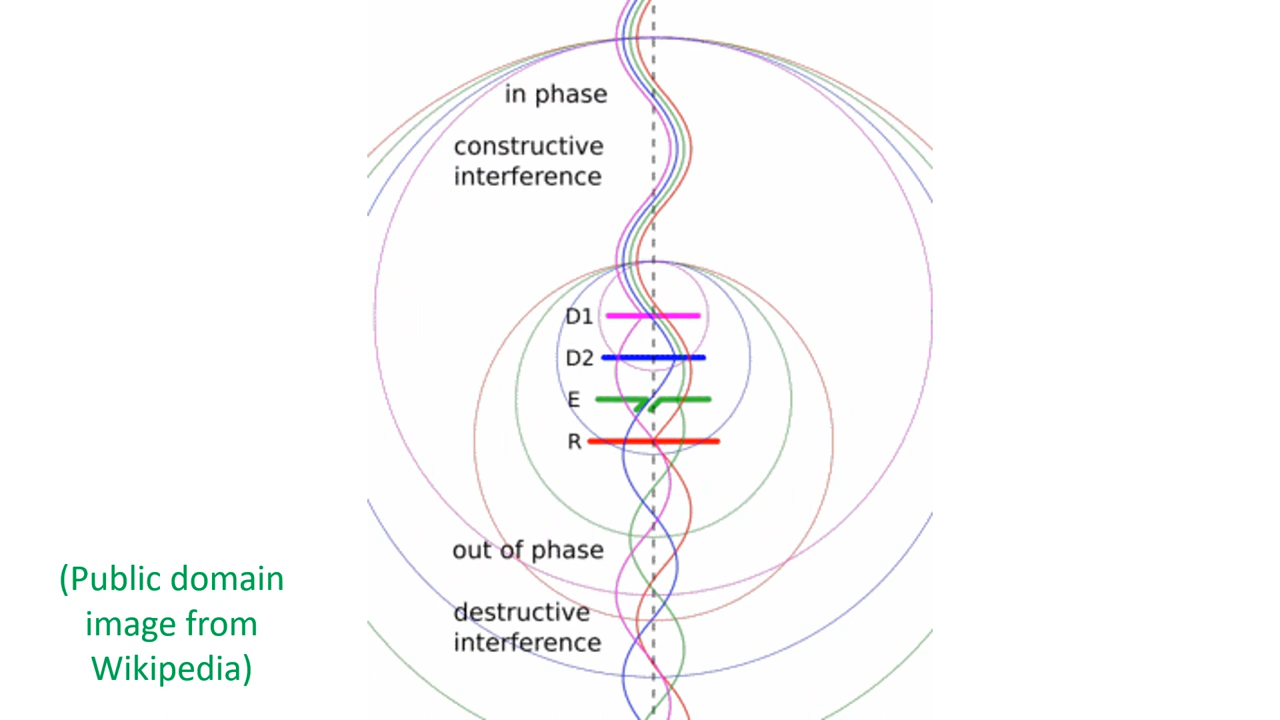 in phase
constructive
interference
D1
D2
E
R
out of phase
destructive
interference
(Public domain
image from
Wikipedia)